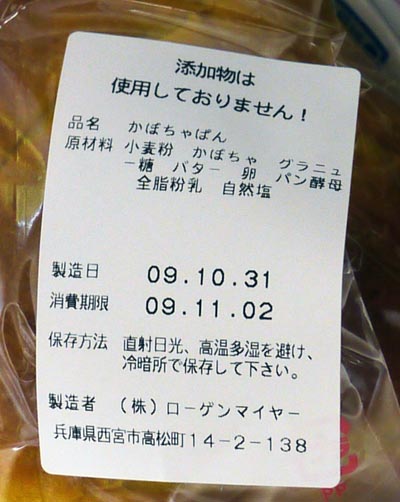 添加物は
使用しておりません！
品名 かぼちゃぱん
原材料 小麦粉 かぼちゃ グラニュ
ー糖 バター 卵 パン酵母
全脂粉乳 自然塩
製造日 09.10.31
消費期限 09.11.02
保存方法 直射日光、高温多湿を避け、
冷暗所で保存して下さい。
製造者 （株）ローゲンマイヤー
兵庫県西宮市高松町14-2-138